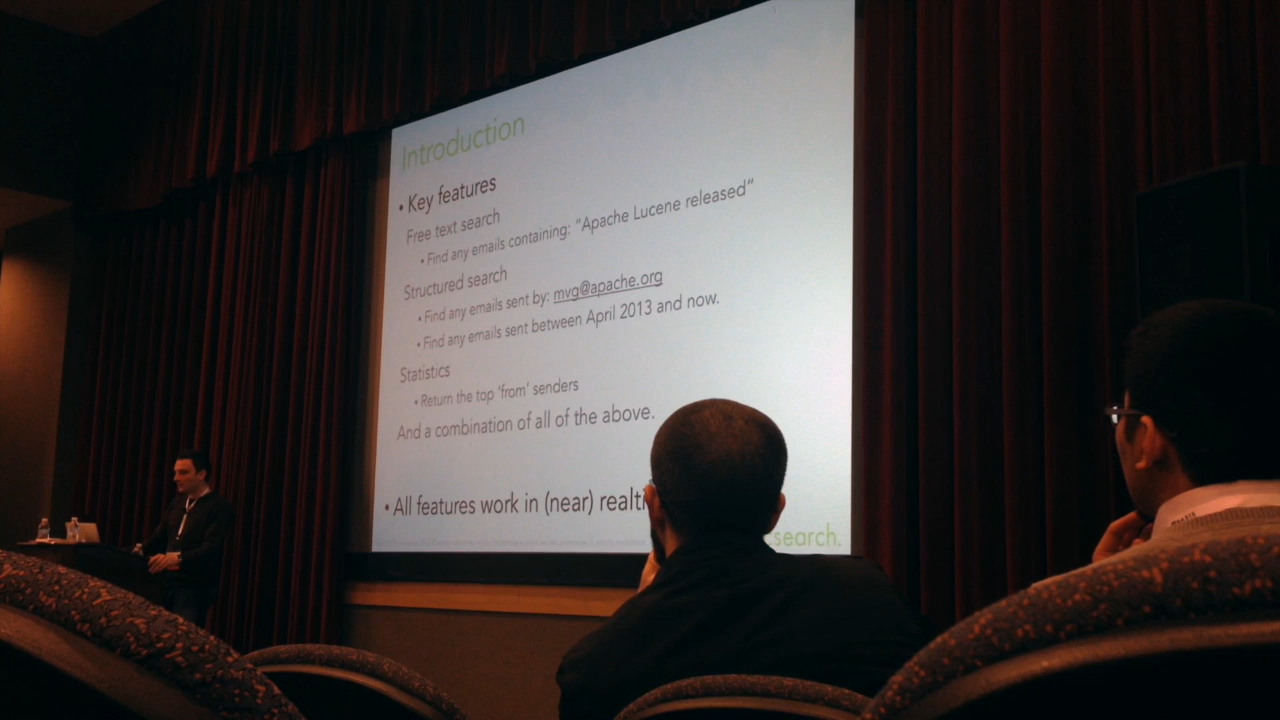 Introduction
• Key features
Free text search
• Find any emails containing: “Apache Lucene released”
Structured search
• Find any emails sent by: mvg@apache.org
• Find any emails sent between April 2013 and now.
Statistics
• Return the top ‘from’ senders
And a combination of all of the above.
• All features work in (near) realti
search.